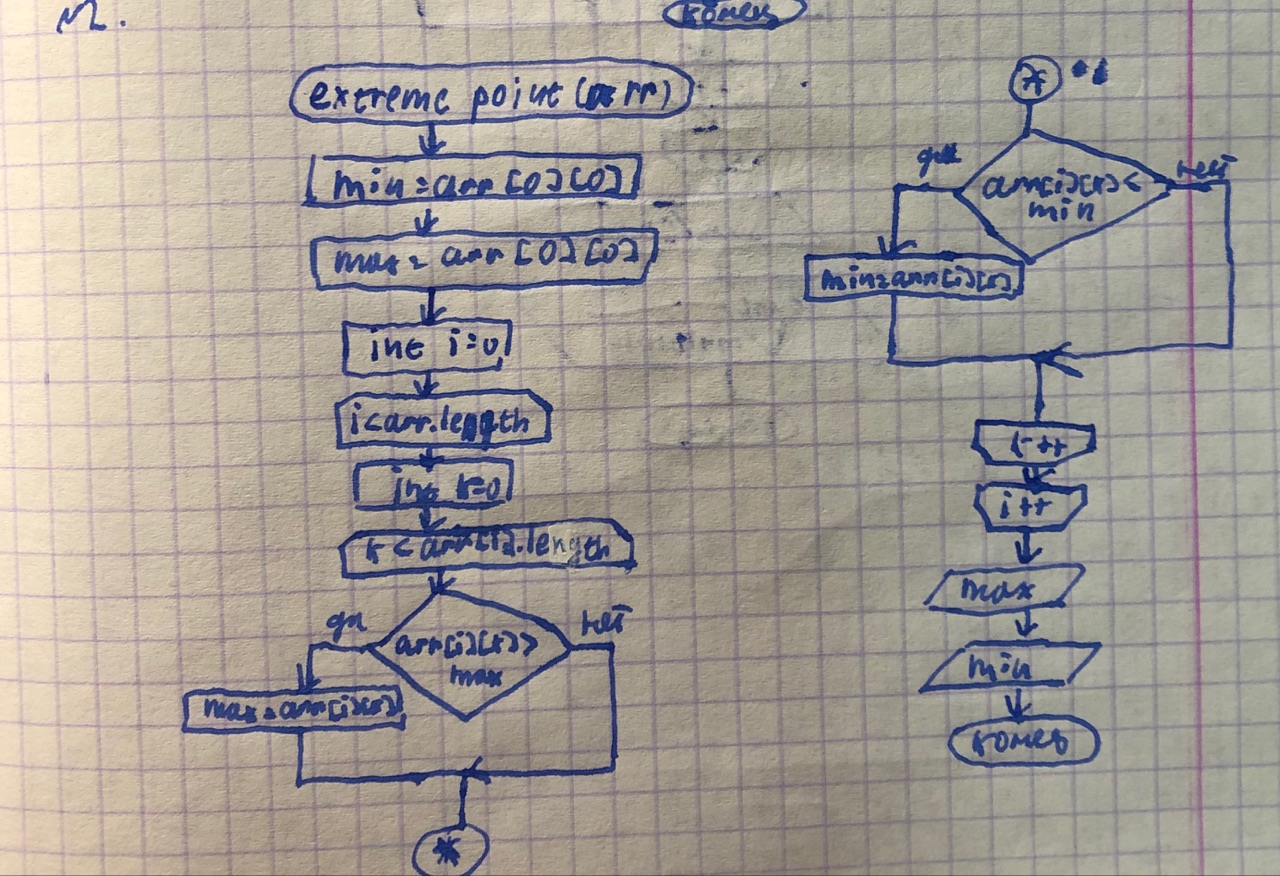 м.
конец
extreme point (arr)
min = arr[0][0]
max = arr[0][0]
int i=0
i<arr.length
int k=0
k<arr[i].length
да
нет
arr[i][k]>
max
max=arr[i][k]
*
*
да
нет
arr[i][k]<
min
min=arr[i][k]
k++
i++
max
min
конец